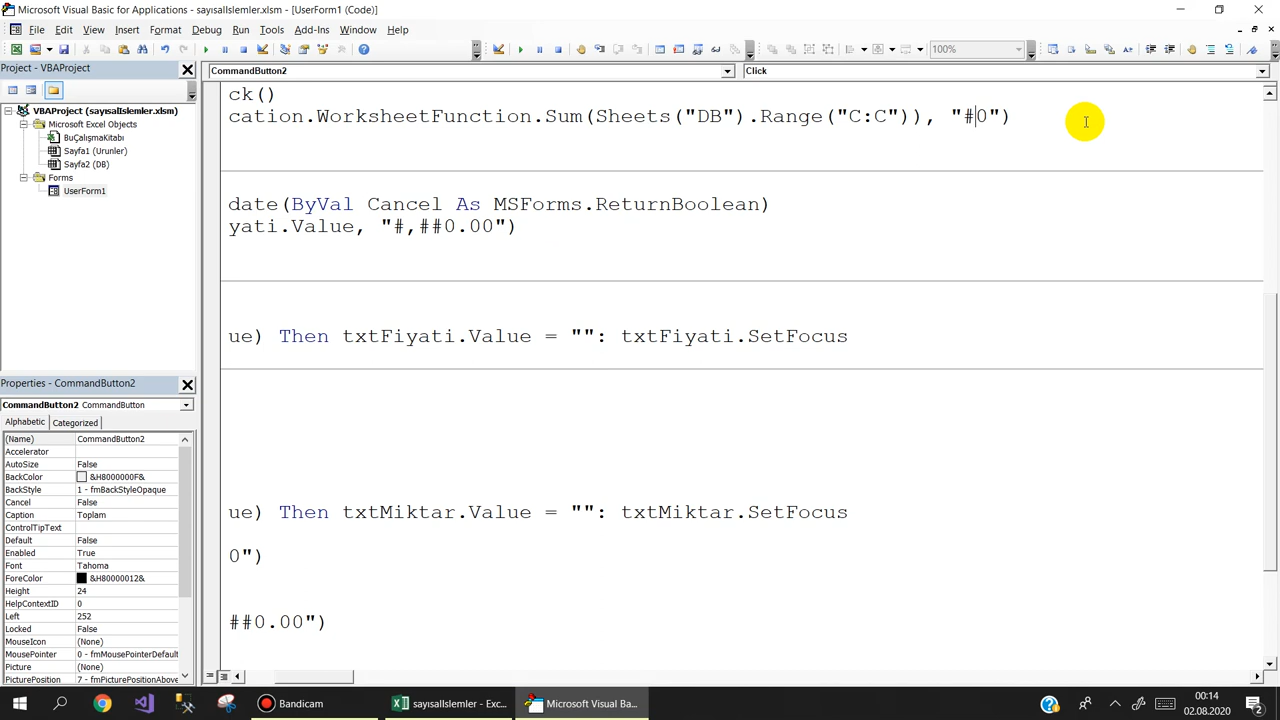 Microsoft Visual Basic for Applications - sayısalIslemler.xlsm - [UserForm1 (Code)]
File Edit View Insert Format Debug Run Tools Add-Ins Window Help
100%
Project - VBAProject
CommandButton2
Click
VBAProject (sayısalIslemler.xlsm)
Microsoft Excel Objects
BuÇalışmaKitabı
Sayfa1 (Urunler)
Sayfa2 (DB)
Forms
UserForm1
ck()
cation.WorksheetFunction.Sum(Sheets("DB").Range("C:C")), "#0")
date(ByVal Cancel As MSForms.ReturnBoolean)
yati.Value, "#,##0.00")
ue) Then txtFiyati.Value = "": txtFiyati.SetFocus
ue) Then txtMiktar.Value = "": txtMiktar.SetFocus
0")
##0.00")
Properties - CommandButton2
CommandButton2 CommandButton
Alphabetic Categorized
(Name) CommandButton2
Accelerator
AutoSize False
BackColor &H8000000F&
BackStyle 1 - fmBackStyleOpaque
Cancel False
Caption Toplam
ControlTipText
Default False
Enabled True
Font Tahoma
ForeColor &H80000012&
Height 24
HelpContextID 0
Left 252
Locked False
MouseIcon (None)
MousePointer 0 - fmMousePointerDefault
Picture (None)
PicturePosition 7 - fmPicturePositionAbove
Bandicam
sayısalIslemler - Exc...
Microsoft Visual Ba...
00:14
02.08.2020
2